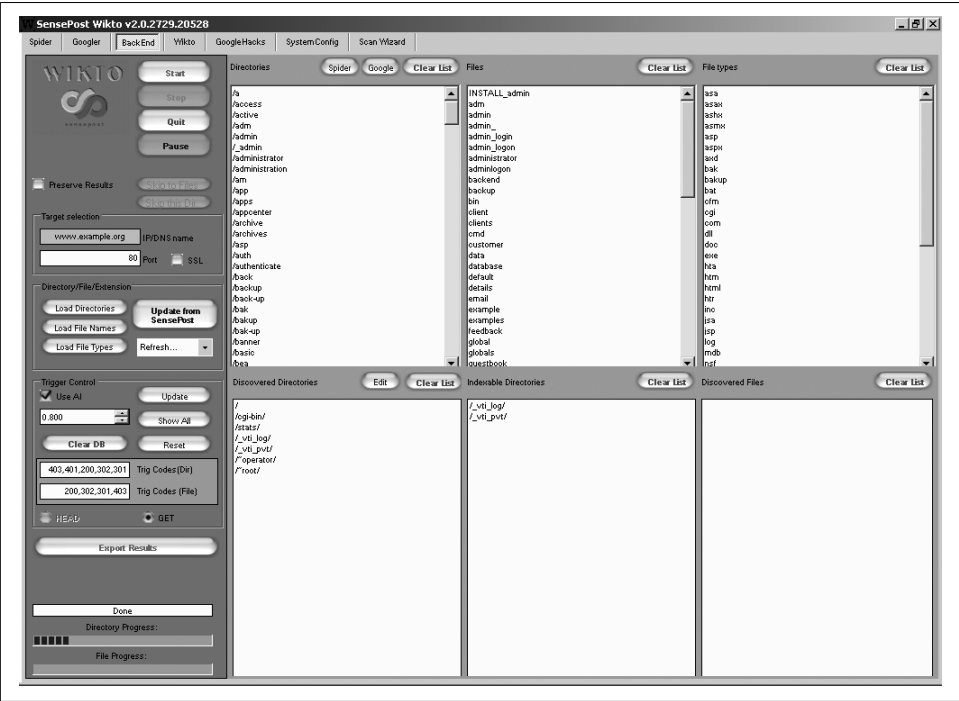 SensePost Wikto v2.0.2729.20528
Spider Googler BackEnd Wikto GoogleHacks SystemConfig Scan Wizard
WIKTO
sensepost
Start
Stop
Quit
Pause
Preserve Results
Skip to Files
Skip this Dir
Target selection
www.example.org IP/DNS name
80 Port SSL
Directory/File/Extension
Load Directories
Load File Names
Load File Types
Update from
SensePost
Refresh...
Trigger Control
Use AI
Update
0.800
Show All
Clear DB
Reset
403,401,200,302,301 Trig Codes(Dir)
200,302,301,403 Trig Codes (File)
HEAD GET
Export Results
Done
Directory Progress:
File Progress:
Directories Spider Google Clear List
/a
/access
/active
/adm
/admin
/_admin
/administrator
/administration
/am
/app
/apps
/appcenter
/archive
/archives
/asp
/auth
/authenticate
/back
/backup
/back-up
/bak
/bakup
/bak-up
/banner
/basic
/bea
Files Clear List
INSTALL_admin
adm
admin
admin_
admin_login
admin_logon
administrator
adminlogon
backend
backup
bin
client
clients
cmd
customer
data
database
default
details
email
example
examples
feedback
global
globals
guestbook
File types Clear List
asa
asax
ashx
asmx
asp
aspx
axd
bak
bakup
bat
cfm
cgi
com
dll
doc
exe
hta
htm
html
htr
inc
jsa
jsp
log
mdb
nsf
Discovered Directories Edit Clear List
/
/cgi-bin/
/stats/
/_vti_log/
/_vti_pvt/
/~operator/
/~root/
Indexable Directories Clear List
/_vti_log/
/_vti_pvt/
Discovered Files Clear List